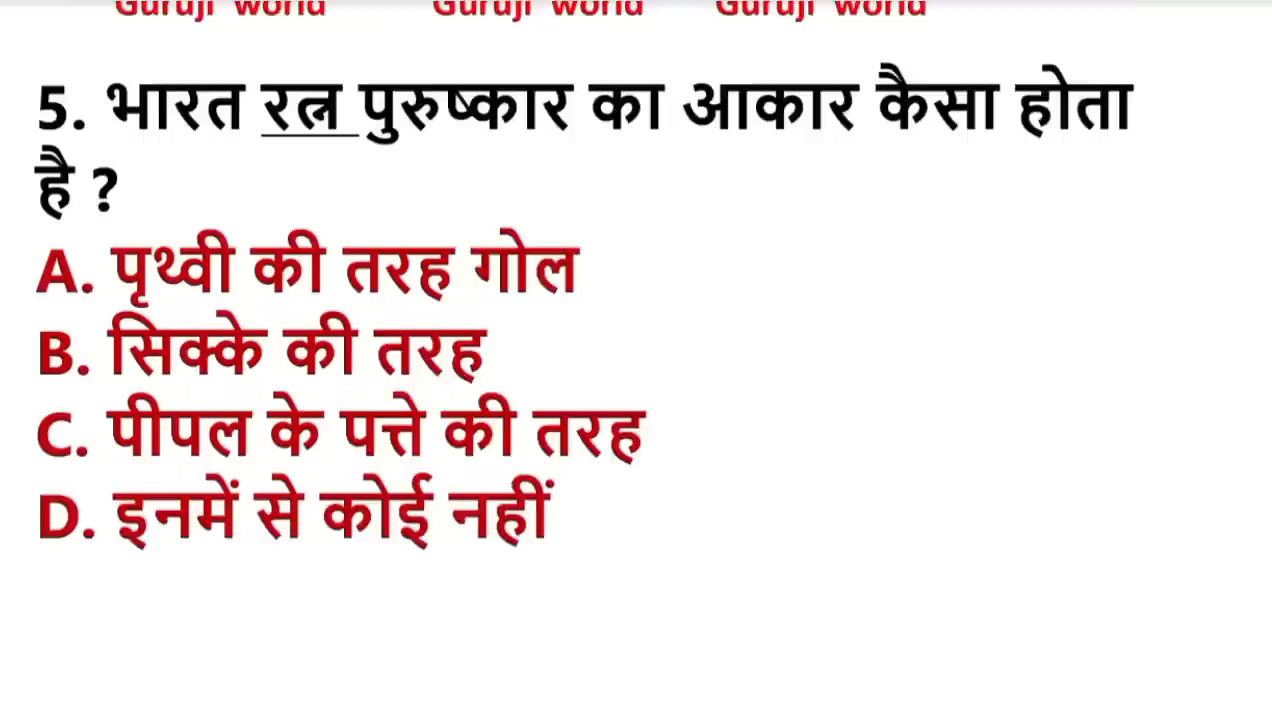 Guruji world Guruji world Guruji world
5. भारत रत्न पुरुष्कार का आकार कैसा होता
है ?
A. पृथ्वी की तरह गोल
B. सिक्के की तरह
C. पीपल के पत्ते की तरह
D. इनमें से कोई नहीं